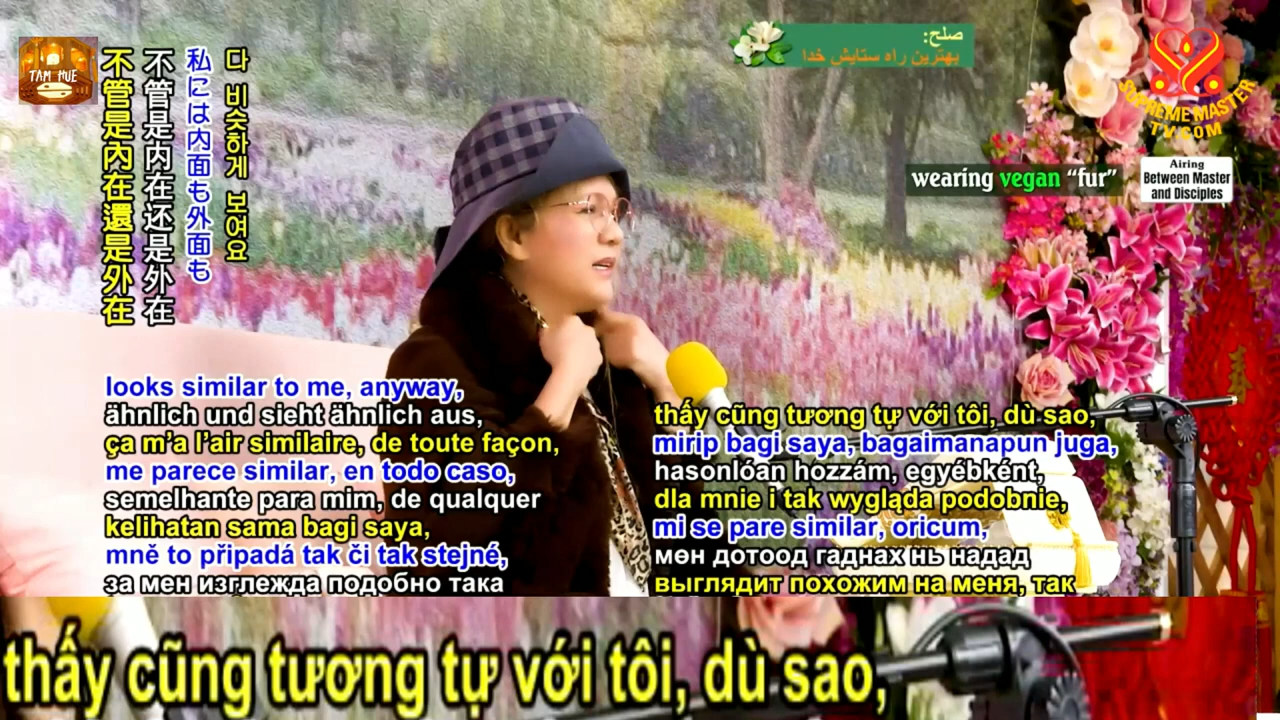 TAM HUE
不管是內在還是外在
不管是内在还是外在
私には内面も外面も
다 비슷하게 보여요
صلح:
بهترین راه ستایش خدا
SUPREME MASTER
TV.COM
wearing vegan “fur”
Airing
Between Master
and Disciples
looks similar to me, anyway,
ähnlich und sieht ähnlich aus,
ça m’a l’air similaire, de toute façon,
me parece similar, en todo caso,
semelhante para mim, de qualquer
kelihatan sama bagi saya,
mně to připadá tak či tak stejné,
за мен изглежда подобно така
thấy cũng tương tự với tôi, dù sao,
mirip bagi saya, bagaimanapun juga,
hasonlóan hozzám, egyébként,
dla mnie i tak wygląda podobnie,
mi se pare similar, oricum,
мөн дотоод гаднах нь надад
выглядит похожим на меня, так
thấy cũng tương tự với tôi, dù sao,